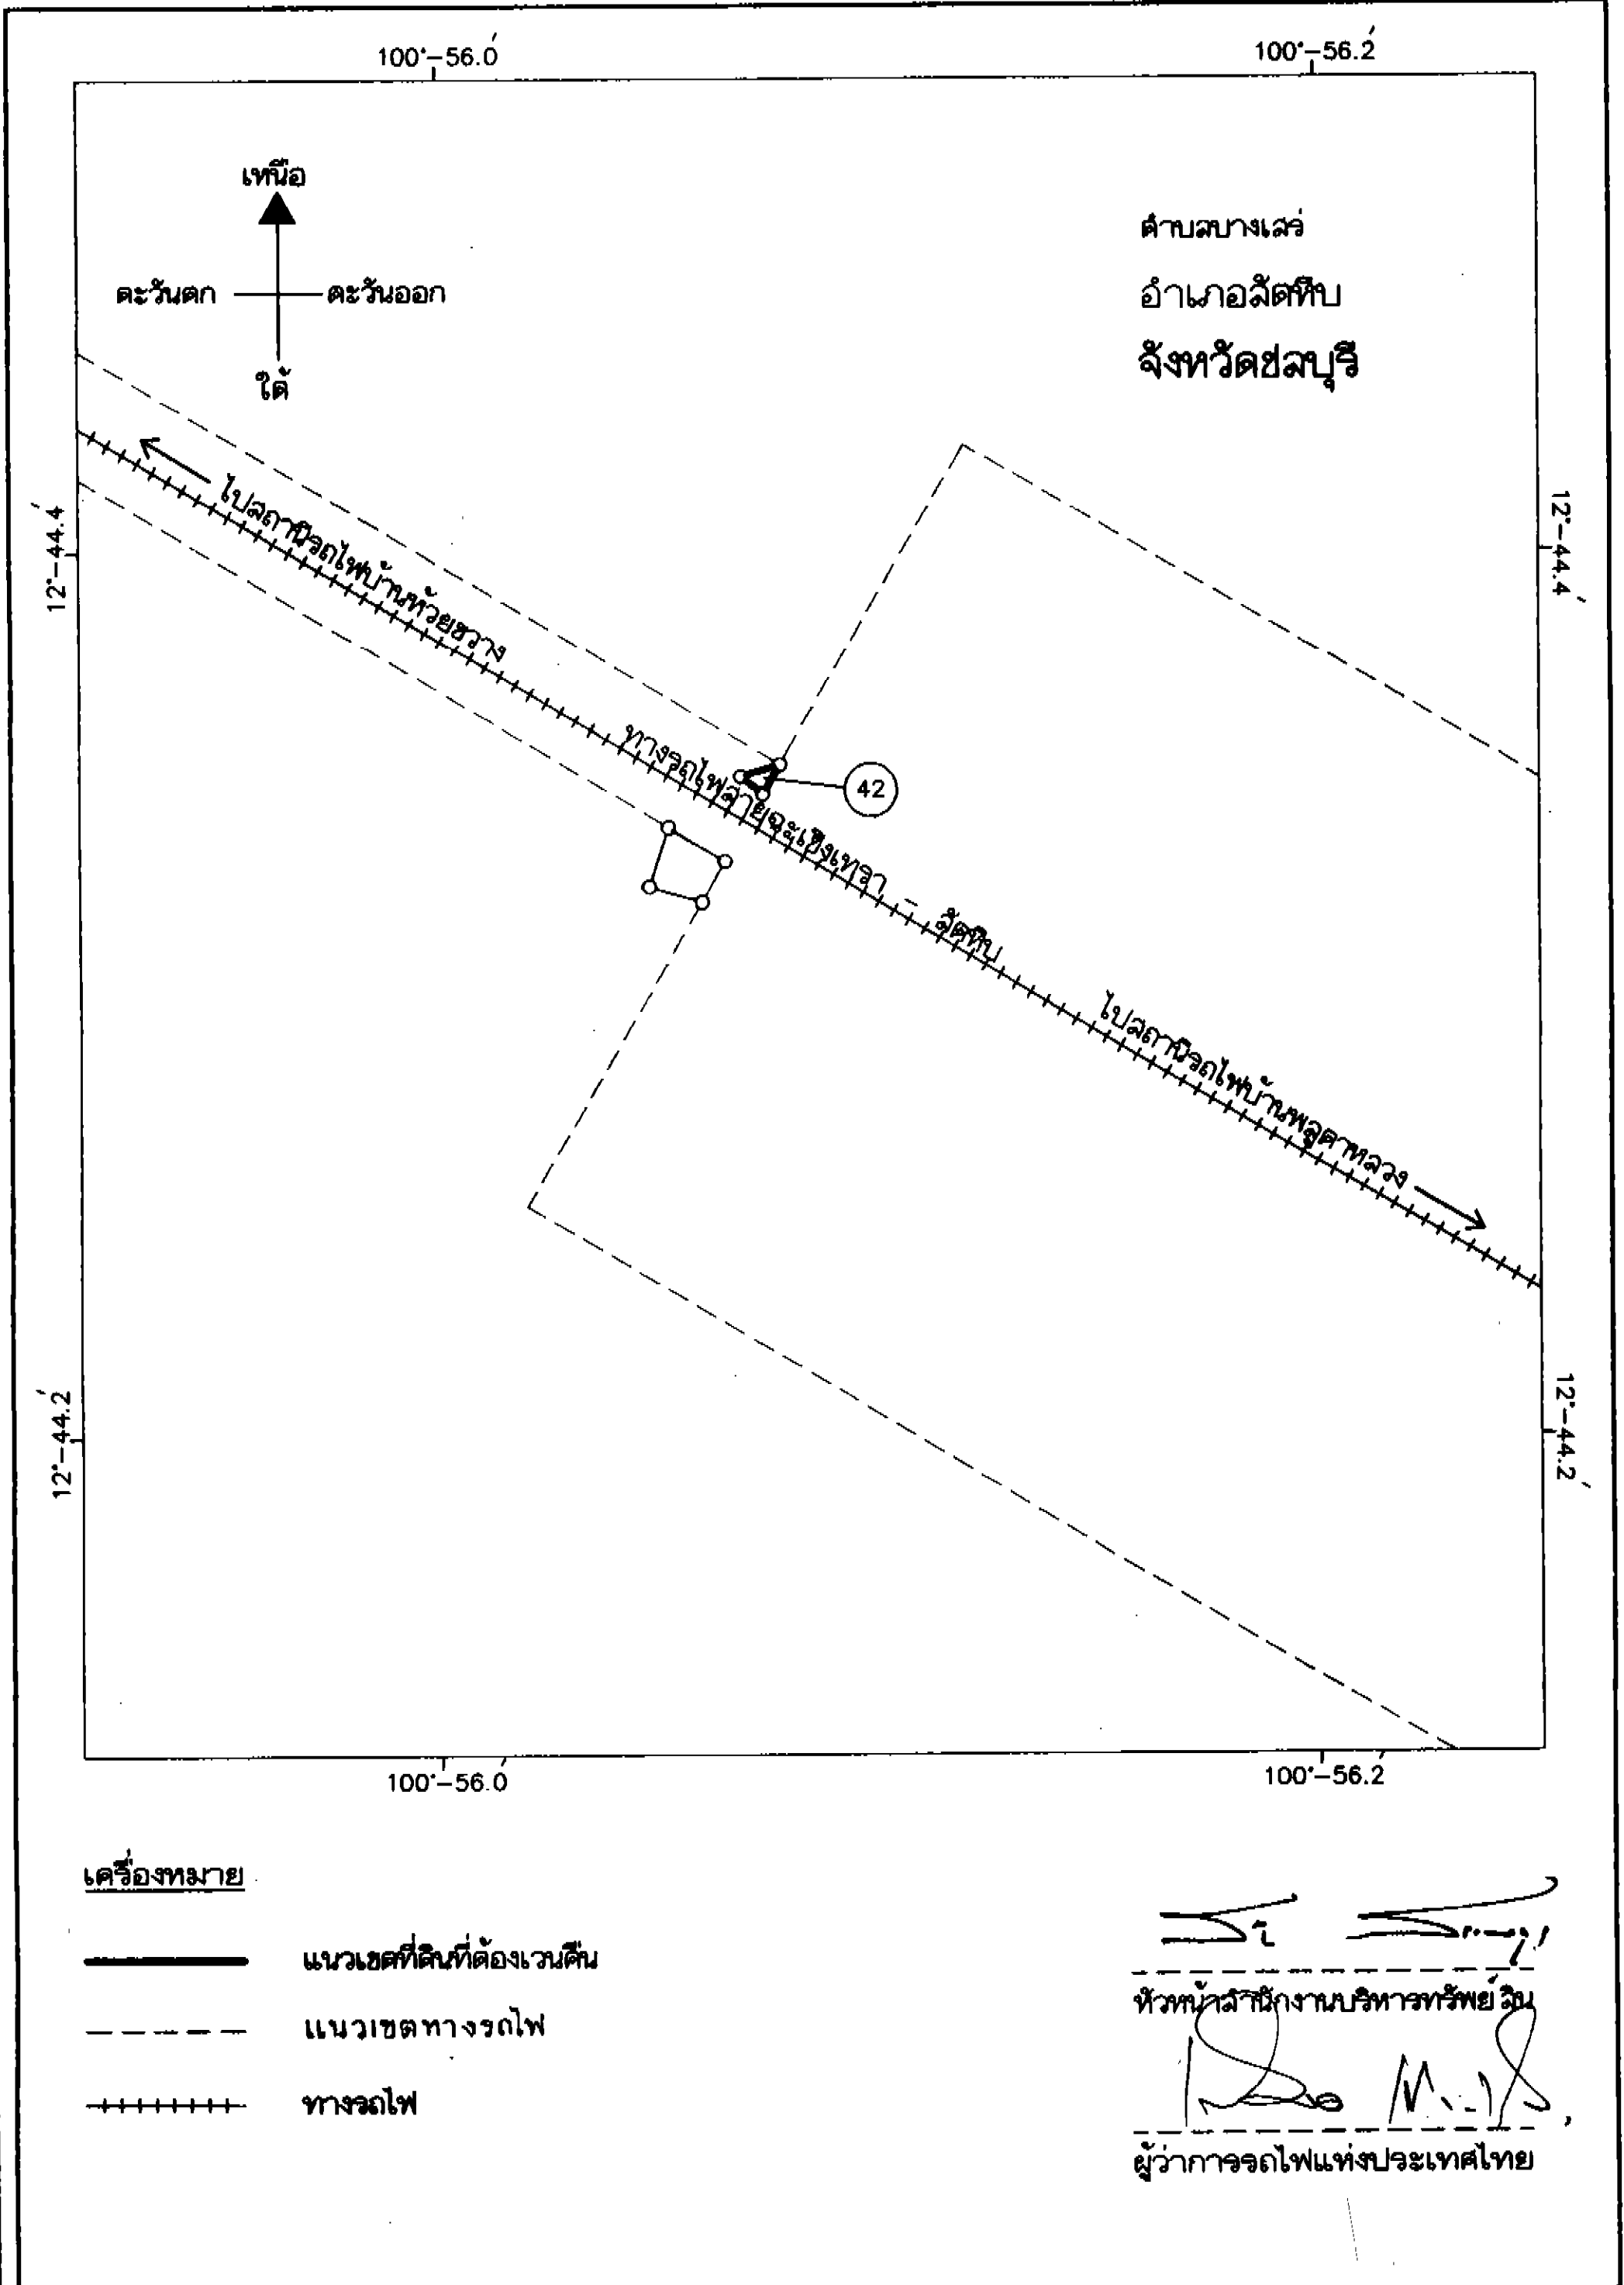 100°-56.0'
100°-56.2'
เหนือ
ตะวันตก
ตะวันออก
ใต้
ตำบลบางเสร่
อำเภอสัตหีบ
จังหวัดชลบุรี
12°-44.4'
12°-44.4'
ไปสถานีรถไฟบ้านห้วยขวาง
ทางรถไฟสายฉะเชิงเทรา - สัตหีบ
42
ไปสถานีรถไฟบ้านพลูตาหลวง
12°-44.2'
12°-44.2'
100°-56.0'
100°-56.2'
เครื่องหมาย
แนวเขตที่ดินที่ต้องเวนคืน
แนวเขตทางรถไฟ
ทางรถไฟ
หัวหน้าสำนักงานบริหารทรัพย์สิน
ผู้ว่าการรถไฟแห่งประเทศไทย